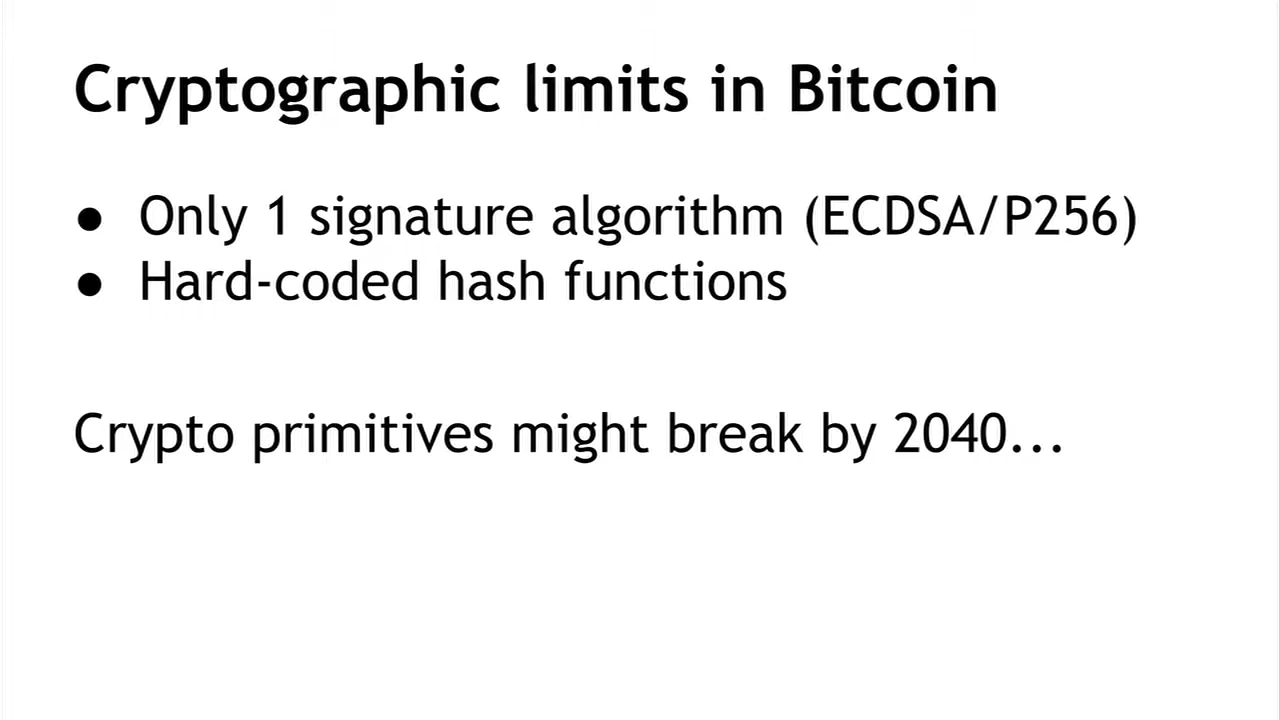 Cryptographic limits in Bitcoin
● Only 1 signature algorithm (ECDSA/P256)
● Hard-coded hash functions
Crypto primitives might break by 2040...